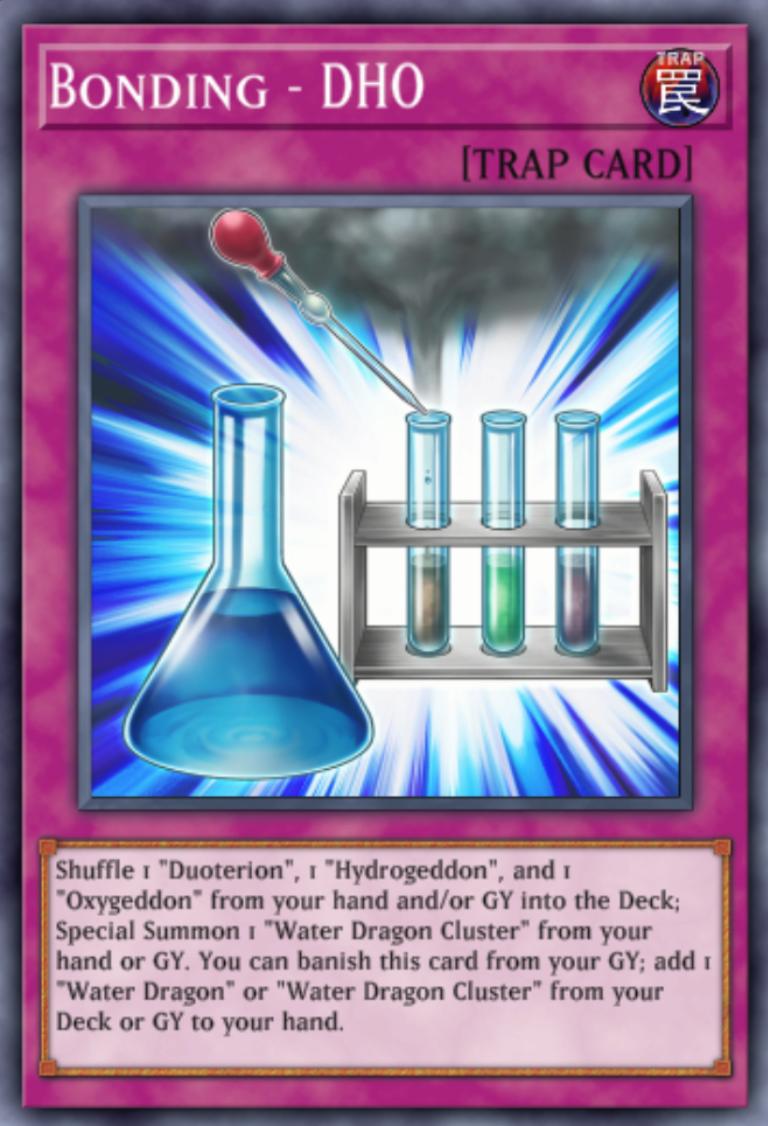 Bonding - DHO
TRAP
罠
[TRAP CARD]
Shuffle 1 "Duoterion", 1 "Hydrogeddon", and 1
"Oxygeddon" from your hand and/or GY into the Deck;
Special Summon 1 "Water Dragon Cluster" from your
hand or GY. You can banish this card from your GY; add 1
"Water Dragon" or "Water Dragon Cluster" from your
Deck or GY to your hand.